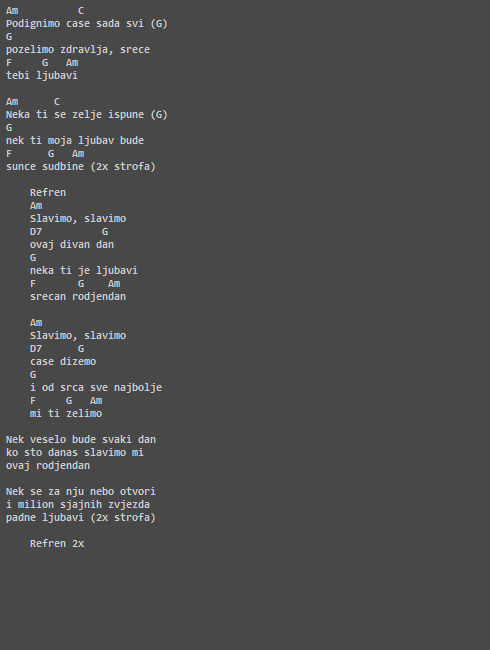 Am          C
Podignimo case sada svi (G)
G
pozelimo zdravlja, srece
F     G   Am
tebi ljubavi

Am      C
Neka ti se zelje ispune (G)
G
nek ti moja ljubav bude
F      G   Am
sunce sudbine (2x strofa)

    Refren
    Am
    Slavimo, slavimo
    D7          G
    ovaj divan dan
    G
    neka ti je ljubavi
    F       G    Am
    srecan rodjendan

    Am
    Slavimo, slavimo
    D7      G
    case dizemo
    G
    i od srca sve najbolje
    F     G   Am
    mi ti zelimo

Nek veselo bude svaki dan
ko sto danas slavimo mi
ovaj rodjendan

Nek se za nju nebo otvori
i milion sjajnih zvjezda
padne ljubavi (2x strofa)

    Refren 2x